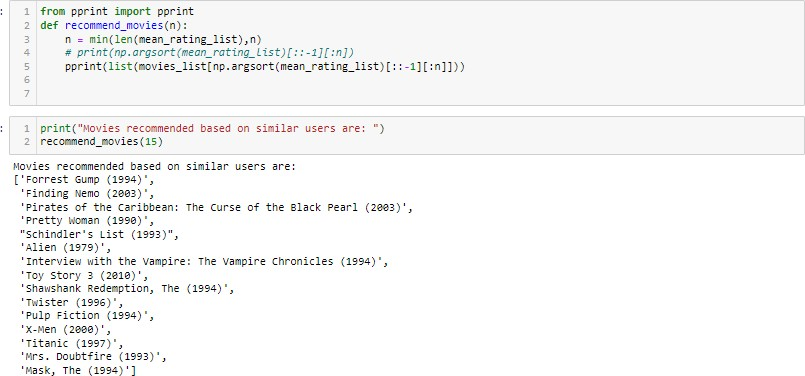 : 1 from pprint import pprint
2 def recommend_movies(n):
3     n = min(len(mean_rating_list),n)
4     # print(np.argsort(mean_rating_list)[::-1][:n])
5     pprint(list(movies_list[np.argsort(mean_rating_list)[::-1][:n]]))
6
7
: 1 print("Movies recommended based on similar users are: ")
2 recommend_movies(15)
Movies recommended based on similar users are:
['Forrest Gump (1994)',
 'Finding Nemo (2003)',
 'Pirates of the Caribbean: The Curse of the Black Pearl (2003)',
 'Pretty Woman (1990)',
 "Schindler's List (1993)",
 'Alien (1979)',
 'Interview with the Vampire: The Vampire Chronicles (1994)',
 'Toy Story 3 (2010)',
 'Shawshank Redemption, The (1994)',
 'Twister (1996)',
 'Pulp Fiction (1994)',
 'X-Men (2000)',
 'Titanic (1997)',
 'Mrs. Doubtfire (1993)',
 'Mask, The (1994)']